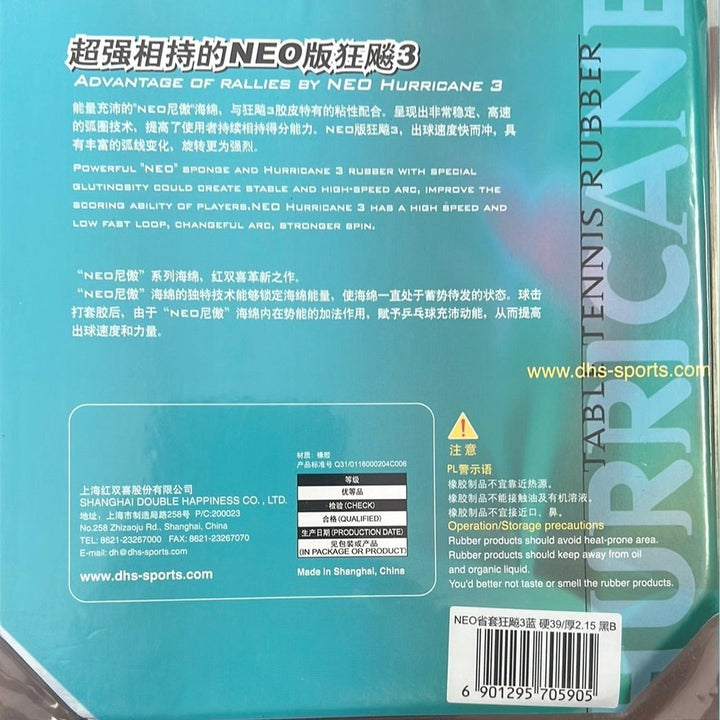 超强相持的NEO版狂飚3
ADVANTAGE OF RALLIES BY NEO HURRICANE 3
能量充沛的"NEO尼傲"海绵，与狂飚3胶皮特有的粘性配合。呈现出非常稳定、高速
的弧圈技术，提高了使用者持续相持得分能力。NEO版狂飚3，出球速度快而冲，具
有丰富的弧线变化，旋转更为强烈。
POWERFUL "NEO" SPONGE AND HURRICANE 3 RUBBER WITH SPECIAL
GLUTINOSITY COULD CREATE STABLE AND HIGH-SPEED ARC, IMPROVE THE
SCORING ABILITY OF PLAYERS.NEO HURRICANE 3 HAS A HIGH SPEED AND
LOW FAST LOOP, CHANGEFUL ARC, STRONGER SPIN.
“NEO尼傲”系列海绵，红双喜革新之作。
“NEO尼傲”海绵的独特技术能够锁定海绵能量，使海绵一直处于蓄势待发的状态。球击
打套胶后，由于“NEO尼傲”海绵内在势能的加法作用，赋予乒乓球充沛动能，从而提高
出球速度和力量。
TABLE TENNIS RUBBER
HURRICANE
www.dhs-sports.com
上海红双喜股份有限公司
SHANGHAI DOUBLE HAPPINESS CO., LTD.
地址：上海市制造局路258号 P/C:200023
No.258 Zhizaoju Rd., Shanghai, China
TEL: 8621-23267000 FAX: 8621-23267070
E-mail: dh@dhs-sports.com
www.dhs-sports.com
材质：橡胶
产品标准号 Q31/0116000204C006
等级
优等品
检验(CHECK)
合格(QUALIFIED)
生产日期(PRODUCTION DATE)
见包装或产品
(IN PACKAGE OR PRODUCT)
Made in Shanghai, China
注意
PL警示语
橡胶制品不宜靠近热源。
橡胶制品不能接触油及有机溶液。
橡胶制品不宜接近口、鼻。
Operation/Storage precautions
Rubber products should avoid heat-prone area.
Rubber products should keep away from oil
and organic liquid.
You'd better not taste or smell the rubber products.
NEO省套狂飚3蓝 硬39/厚2.15 黑B
6 901295 705905